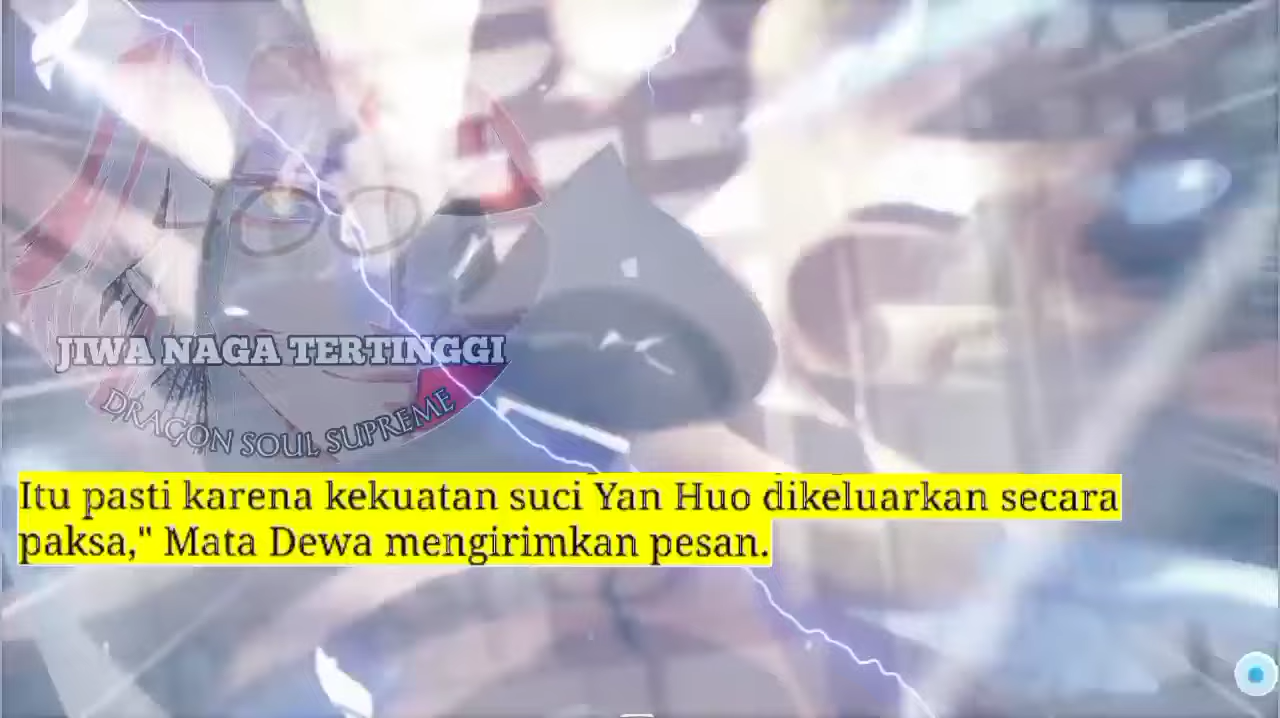 400
JIWA NAGA TERTINGGI
DRAGON SOUL SUPREME
Itu pasti karena kekuatan suci Yan Huo dikeluarkan secara
paksa," Mata Dewa mengirimkan pesan.